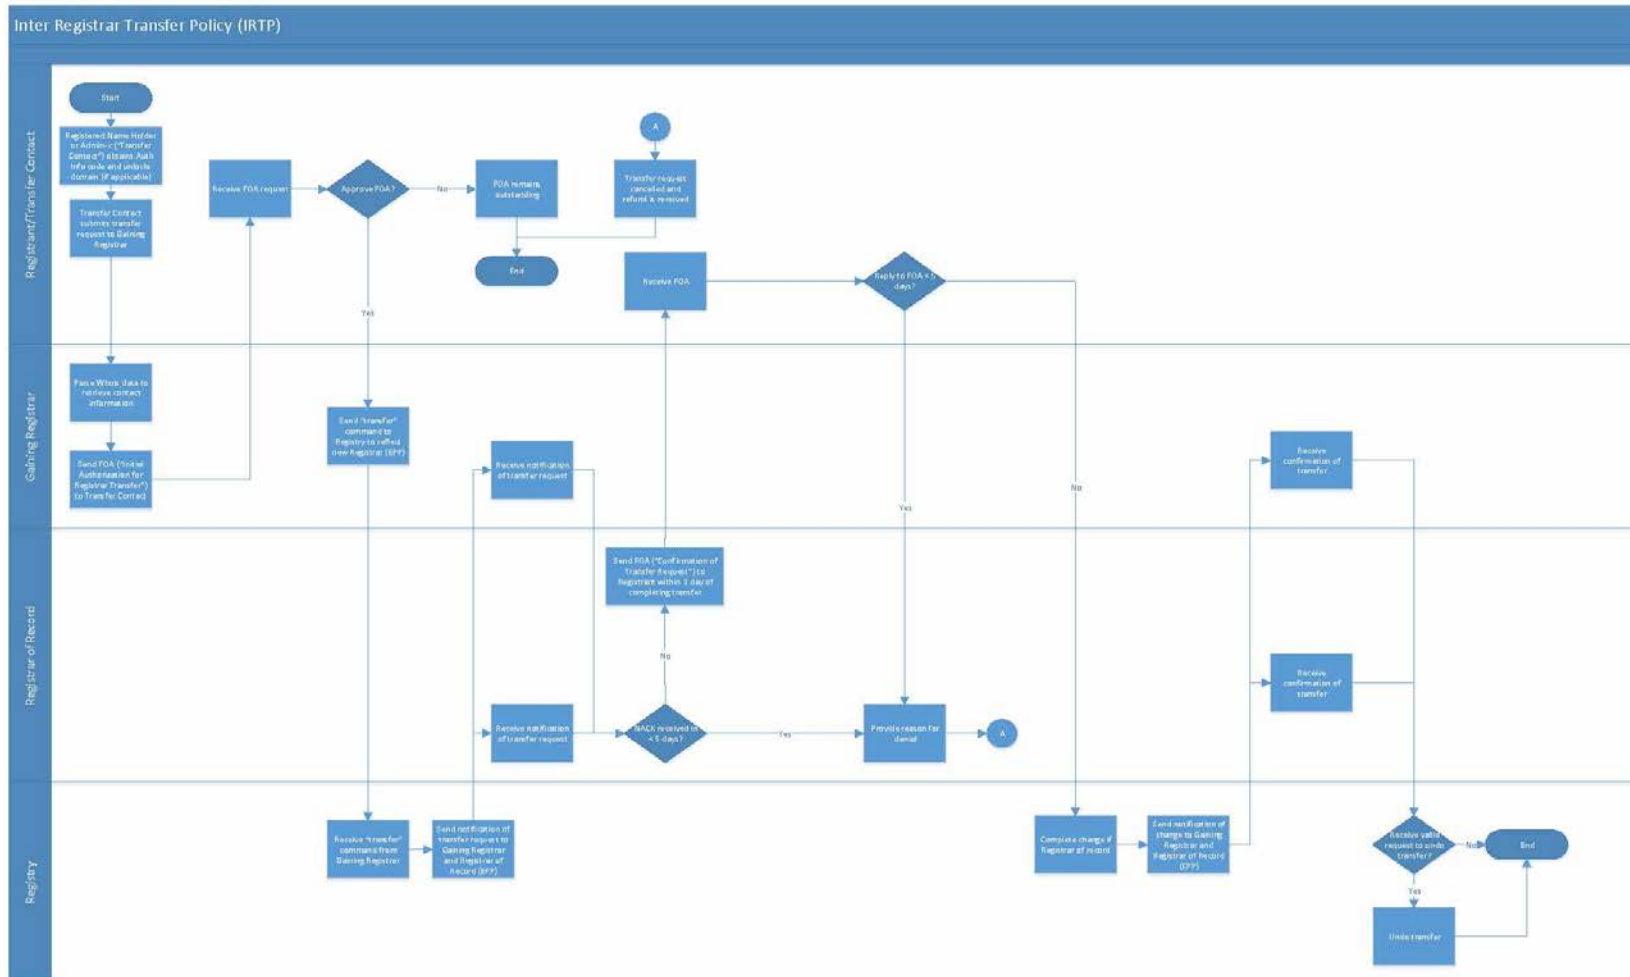 Inter Registrar Transfer Policy (IRTP)
Registrant/Transfer Contact
Start
Registered Name Holder
or Admin-c ("Transfer
Contact") obtains Auth
Info code and unlocks
domain (if applicable)
Transfer Contact
submits transfer
request to Gaining
Registrar
Receive FOA request
Approve FOA?
No
FOA remains
outstanding
End
A
Transfer request
cancelled and
refund is received
Receive FOA
Reply to FOA < 5
days?
Yes
Gaining Registrar
Parse Whois data to
retrieve contact
information
Send FOA ("Initial
Authorization for
Registrar Transfer")
to Transfer Contact
Send "transfer"
command to
Registry to reflect
new Registrar (EPP)
Receive notification
of transfer request
No
Yes
Receive
confirmation of
transfer
Registrar of Record
Send FOA ("Confirmation of
Transfer Request") to
Registrant within 1 day of
completing transfer
No
Receive notification
of transfer request
NACK received in
< 5 days?
Yes
Provide reason for
denial
A
Receive
confirmation of
transfer
Registry
Receive "transfer"
command from
Gaining Registrar
Send notification of
transfer request to
Gaining Registrar
and Registrar of
Record (EPP)
Complete change if
Registrar of record
Send notification of
change to Gaining
Registrar and
Registrar of Record
(EPP)
Receive valid
request to undo
transfer?
No
End
Yes
Undo transfer